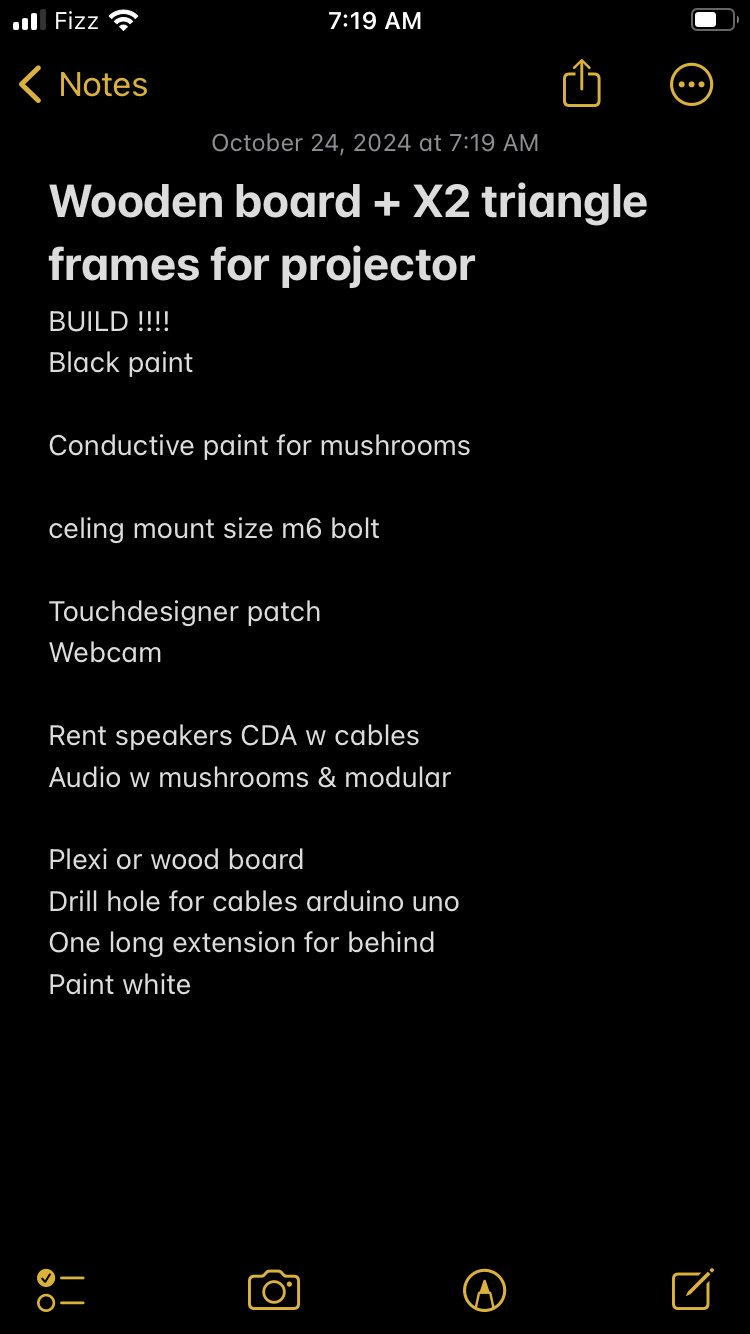 Fizz 7:19 AM
Notes
October 24, 2024 at 7:19 AM
Wooden board + X2 triangle
frames for projector
BUILD !!!!
Black paint
Conductive paint for mushrooms
celing mount size m6 bolt
Touchdesigner patch
Webcam
Rent speakers CDA w cables
Audio w mushrooms & modular
Plexi or wood board
Drill hole for cables arduino uno
One long extension for behind
Paint white